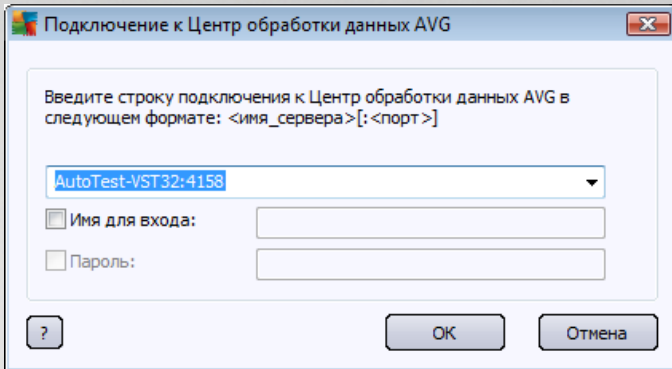 Подключение к Центр обработки данных AVG
Введите строку подключения к Центр обработки данных AVG в
следующем формате: <имя_сервера>[:<порт>]
AutoTest-VST32:4158
Имя для входа:
Пароль:
?
OK
Отмена